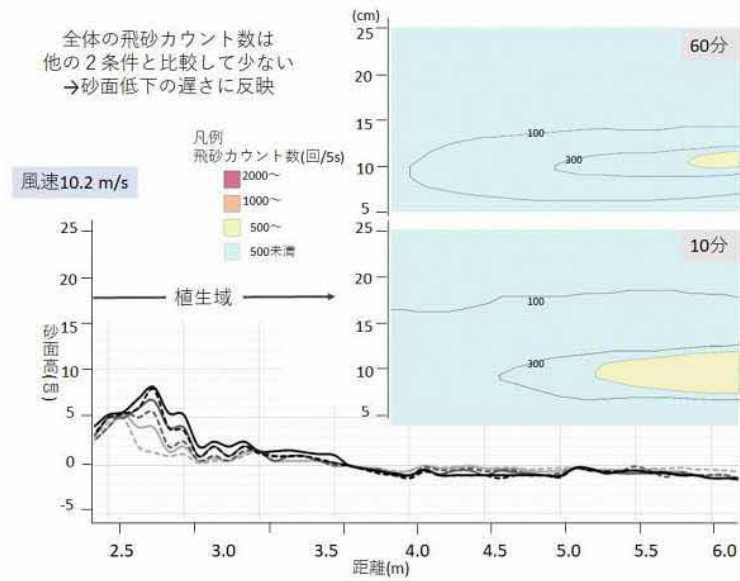 全体の飛砂カウント数は
他の2条件と比較して少ない
→砂面低下の遅さに反映
凡例
飛砂カウント数(回/5s)
2000～
1000～
500～
500未満
風速10.2 m/s
(cm)
25
20
15
10
5
60分
100
300
25
20
15
10
5
10分
100
300
25
20
15
10
5
0
-5
砂面高(cm)
植生域
2.5 3.0 3.5 4.0 4.5 5.0 5.5 6.0
距離(m)